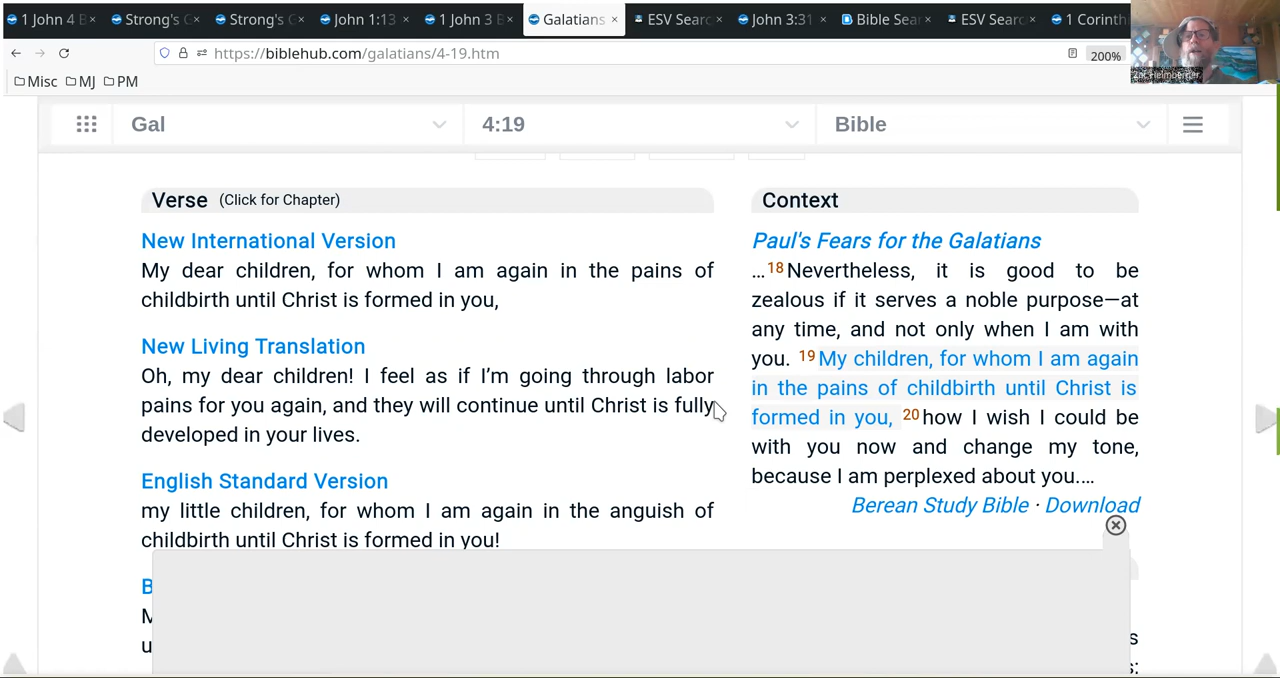 1 John 4 B
Strong's C
Strong's C
John 1:13
1 John 3 B
Galatians
ESV Searc
John 3:31
Bible Sea
ESV Searc
1 Corinth
https://biblehub.com/galatians/4-19.htm
200%
Zac Helmberger
Misc
MJ
PM
Gal
4:19
Bible
Verse (Click for Chapter)
New International Version
My dear children, for whom I am again in the pains of
childbirth until Christ is formed in you,
New Living Translation
Oh, my dear children! I feel as if I’m going through labor
pains for you again, and they will continue until Christ is fully
developed in your lives.
English Standard Version
my little children, for whom I am again in the anguish of
childbirth until Christ is formed in you!
B
M
u
Context
Paul's Fears for the Galatians
…18Nevertheless, it is good to be
zealous if it serves a noble purpose—at
any time, and not only when I am with
you. 19My children, for whom I am again
in the pains of childbirth until Christ is
formed in you, 20how I wish I could be
with you now and change my tone,
because I am perplexed about you.…
Berean Study Bible · Download
s
s: